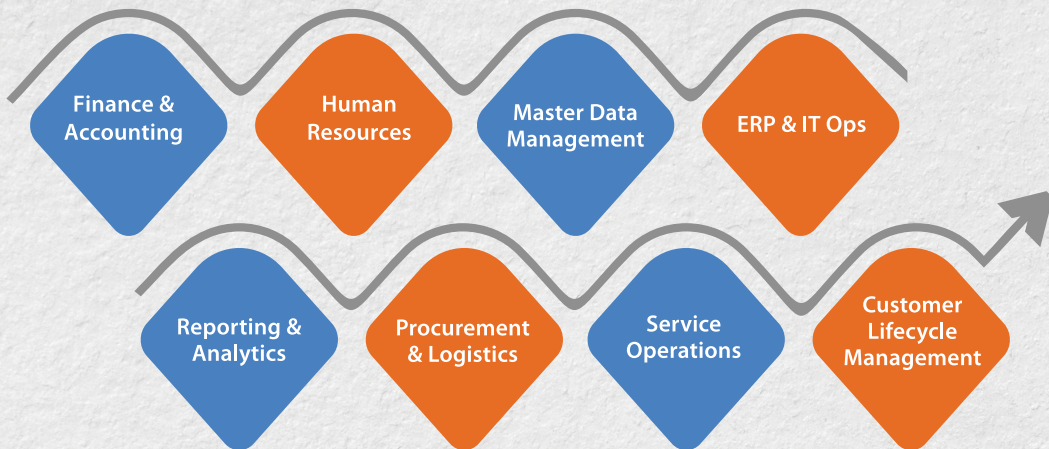 Finance &
Accounting
Human
Resources
Master Data
Management
ERP & IT Ops
Reporting &
Analytics
Procurement
& Logistics
Service
Operations
Customer
Lifecycle
Management